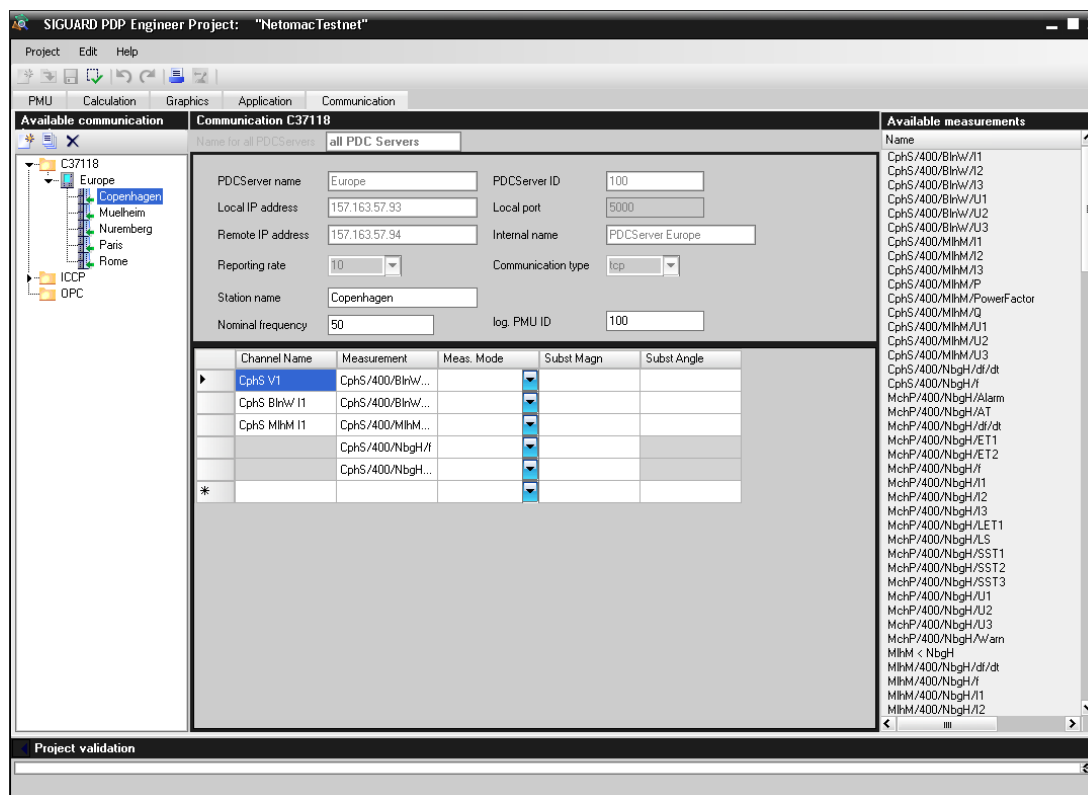 SIGUARD PDP Engineer Project: "NetomacTestnet"
Project Edit Help
PMU Calculation Graphics Application Communication
Available communication
C37118
Europe
Copenhagen
Muelheim
Nuremberg
Paris
Rome
ICCP
OPC
Communication C37118
Name for all PDCServers all PDC Servers
PDCServer name Europe PDCServer ID 100
Local IP address 157.163.57.93 Local port 5000
Remote IP address 157.163.57.94 Internal name PDCServer Europe
Reporting rate 10 Communication type tcp
Station name Copenhagen
Nominal frequency 50 log. PMU ID 100
Channel Name Measurement Meas. Mode Subst Magn Subst Angle
CphS V1 CphS/400/BlnW...
CphS BlnW I1 CphS/400/BlnW...
CphS MlhM I1 CphS/400/MlhM...
CphS/400/NbgH/f
CphS/400/NbgH...
*
Available measurements
Name
CphS/400/BlnW/I1
CphS/400/BlnW/I2
CphS/400/BlnW/I3
CphS/400/BlnW/U1
CphS/400/BlnW/U2
CphS/400/BlnW/U3
CphS/400/MlhM/I1
CphS/400/MlhM/I2
CphS/400/MlhM/I3
CphS/400/MlhM/P
CphS/400/MlhM/PowerFactor
CphS/400/MlhM/Q
CphS/400/MlhM/U1
CphS/400/MlhM/U2
CphS/400/MlhM/U3
CphS/400/NbgH/df/dt
CphS/400/NbgH/f
MchP/400/NbgH/Alarm
MchP/400/NbgH/AT
MchP/400/NbgH/df/dt
MchP/400/NbgH/ET1
MchP/400/NbgH/ET2
MchP/400/NbgH/f
MchP/400/NbgH/I1
MchP/400/NbgH/I2
MchP/400/NbgH/I3
MchP/400/NbgH/LET1
MchP/400/NbgH/LS
MchP/400/NbgH/SST1
MchP/400/NbgH/SST2
MchP/400/NbgH/SST3
MchP/400/NbgH/U1
MchP/400/NbgH/U2
MchP/400/NbgH/U3
MchP/400/NbgH/Warn
MlhM < NbgH
MlhM/400/NbgH/df/dt
MlhM/400/NbgH/f
MlhM/400/NbgH/I1
MlhM/400/NbgH/I2
Project validation